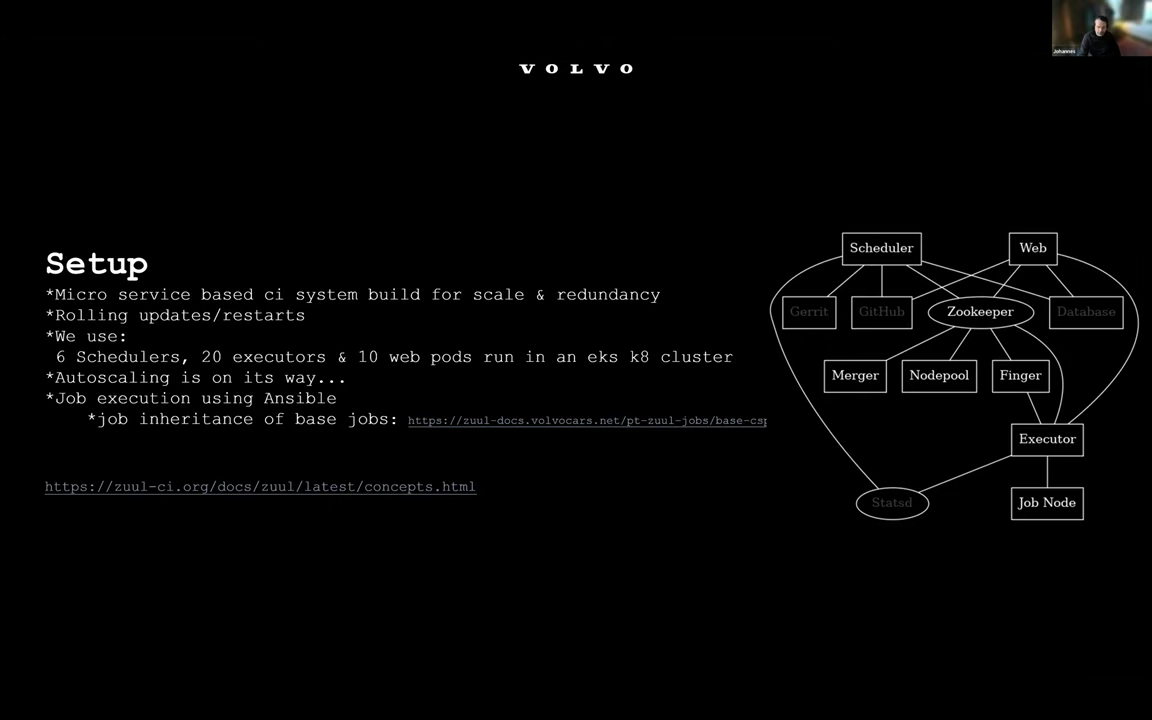 Johannes
VOLVO
Setup
*Micro service based ci system build for scale & redundancy
*Rolling updates/restarts
*We use:
6 Schedulers, 20 executors & 10 web pods run in an eks k8 cluster
*Autoscaling is on its way...
*Job execution using Ansible
*job inheritance of base jobs: https://zuul-docs.volvocars.net/pt-zuul-jobs/base-csp
https://zuul-ci.org/docs/zuul/latest/concepts.html
Scheduler
Web
Gerrit
GitHub
Zookeeper
Database
Merger
Nodepool
Finger
Executor
Statsd
Job Node